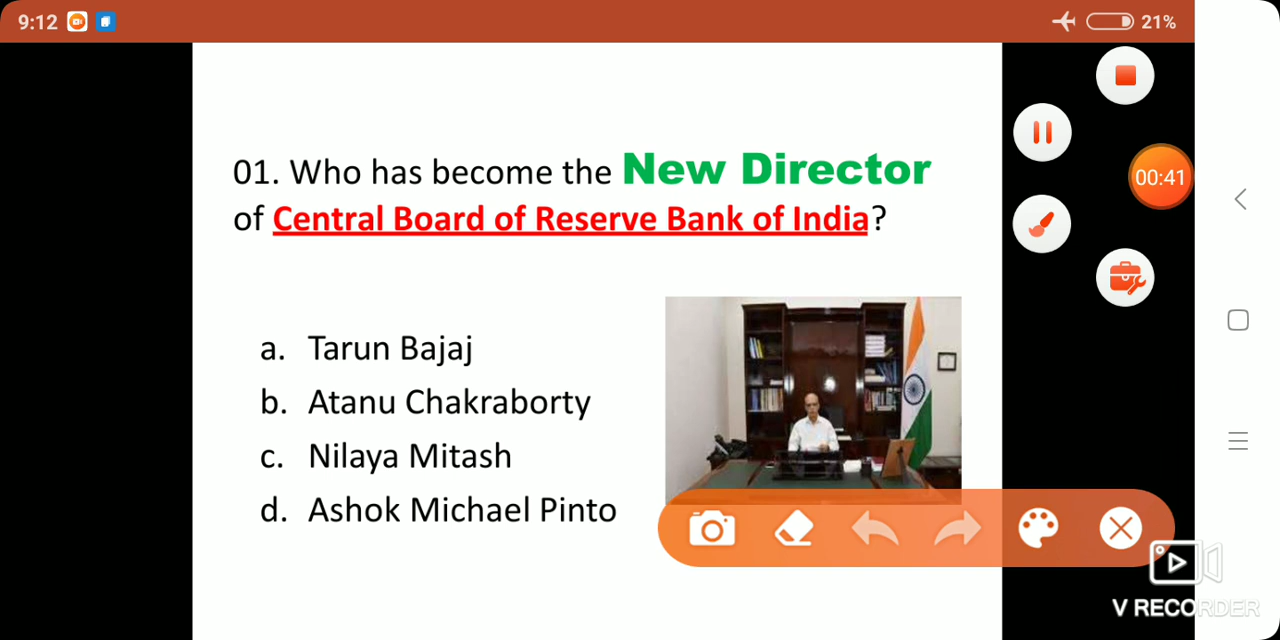 9:12
21%
01. Who has become the New Director
of Central Board of Reserve Bank of India?
00:41
a. Tarun Bajaj
b. Atanu Chakraborty
c. Nilaya Mitash
d. Ashok Michael Pinto
V RECORDER